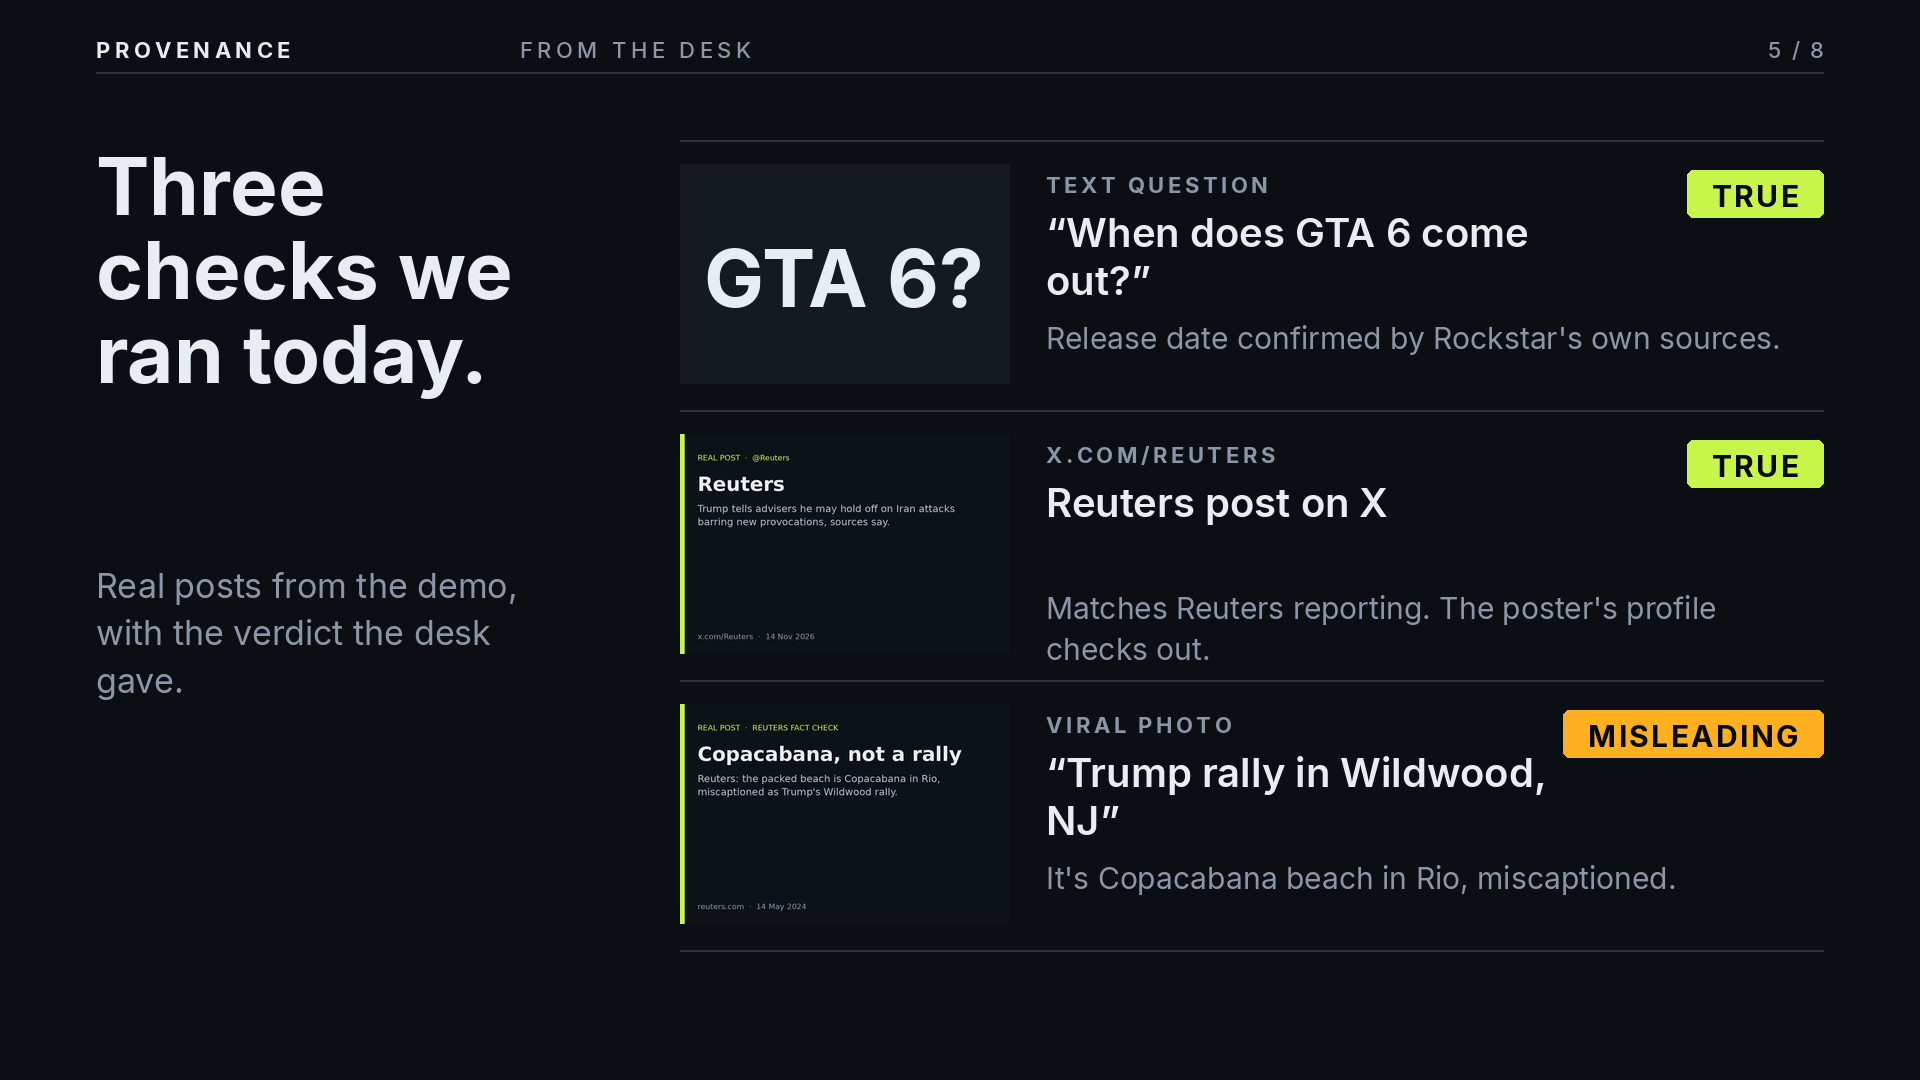 PROVENANCE
FROM THE DESK
5 / 8
Three
checks we
ran today.
Real posts from the demo,
with the verdict the desk
gave.
GTA 6?
TEXT QUESTION
TRUE
“When does GTA 6 come
out?”
Release date confirmed by Rockstar's own sources.
REAL POST · @Reuters
Reuters
Trump tells advisers he may hold off on Iran attacks
barring new provocations, sources say.
x.com/Reuters · 14 Nov 2026
X.COM/REUTERS
TRUE
Reuters post on X
Matches Reuters reporting. The poster's profile
checks out.
REAL POST · REUTERS FACT CHECK
Copacabana, not a rally
Reuters: the packed beach is Copacabana in Rio,
miscaptioned as Trump's Wildwood rally.
reuters.com · 14 May 2024
VIRAL PHOTO
MISLEADING
“Trump rally in Wildwood,
NJ”
It's Copacabana beach in Rio, miscaptioned.